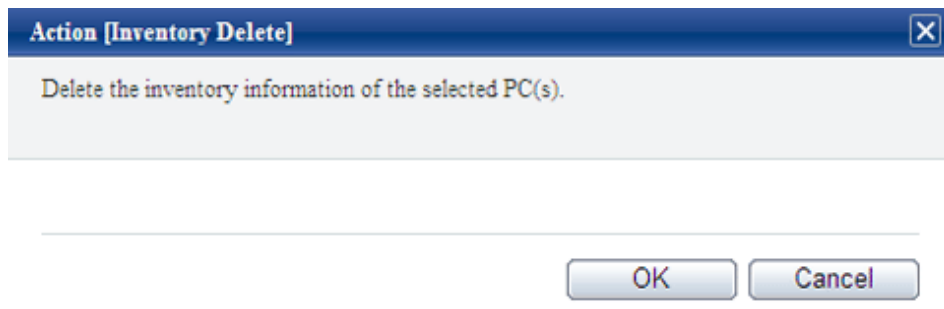 Action [Inventory Delete]
Delete the inventory information of the selected PC(s).
OK
Cancel